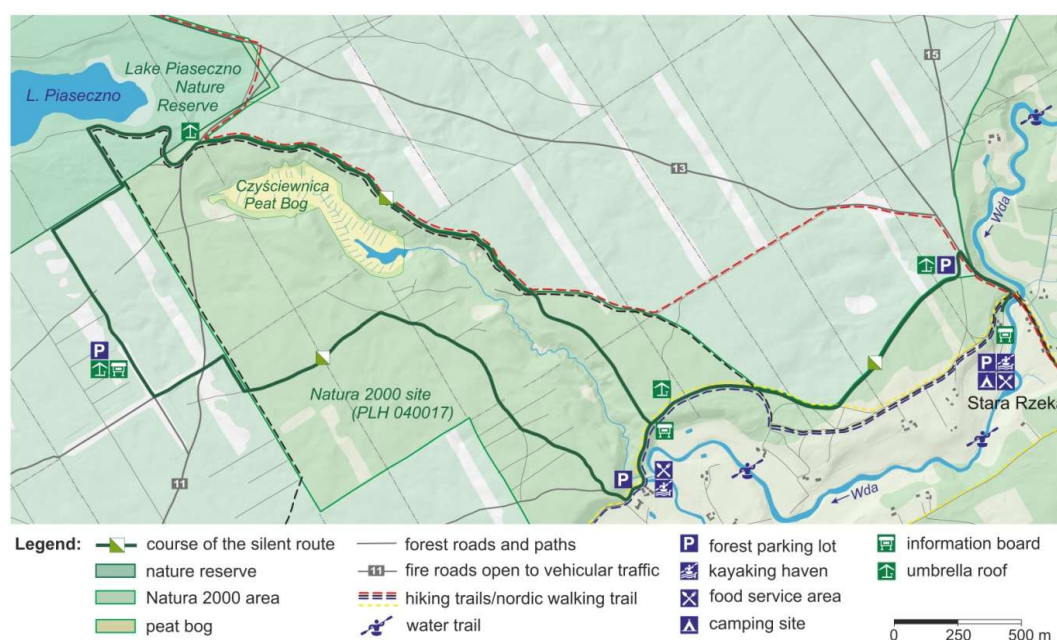 Lake Piaseczno
Nature
Reserve
L. Piaseczno
15
Wda
13
Czyściewnica
Peat Bog
P
P
Natura 2000 site
(PLH 040017)
P
Stara Rzeka
P
11
Wda
Legend:
course of the silent route
nature reserve
Natura 2000 area
peat bog
forest roads and paths
11 fire roads open to vehicular traffic
hiking trails/nordic walking trail
water trail
P forest parking lot
kayaking haven
food service area
camping site
information board
umbrella roof
0 250 500 m